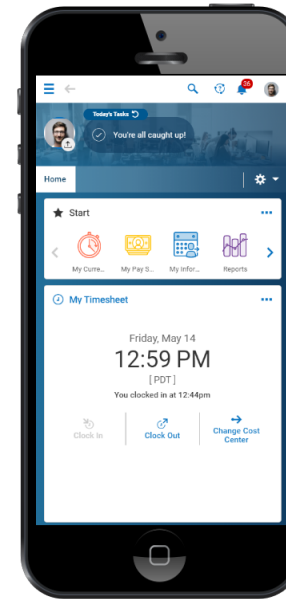 36
Today's Tasks
You're all caught up!
Home
Start
My Curre...
My Pay S...
My Infor...
Reports
My Timesheet
Friday, May 14
12:59 PM
[ PDT ]
You clocked in at 12:44pm
Clock In
Clock Out
Change Cost
Center